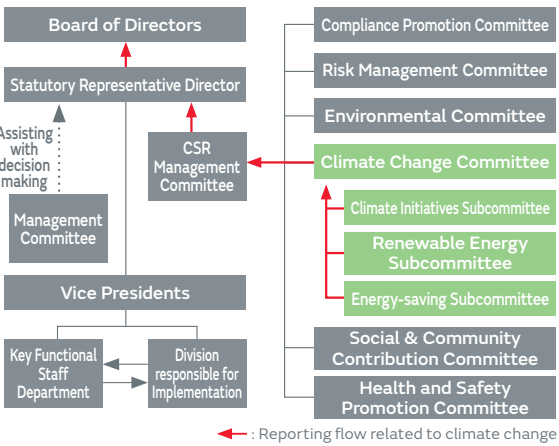 Board of Directors
Statutory Representative Director
Assisting
with
decision
making
CSR
Management
Committee
Management
Committee
Vice Presidents
Key Functional
Staff
Department
Division
responsible for
Implementation
Compliance Promotion Committee
Risk Management Committee
Environmental Committee
Climate Change Committee
Climate Initiatives Subcommittee
Renewable Energy
Subcommittee
Energy-saving Subcommittee
Social & Community
Contribution Committee
Health and Safety
Promotion Committee
: Reporting flow related to climate change